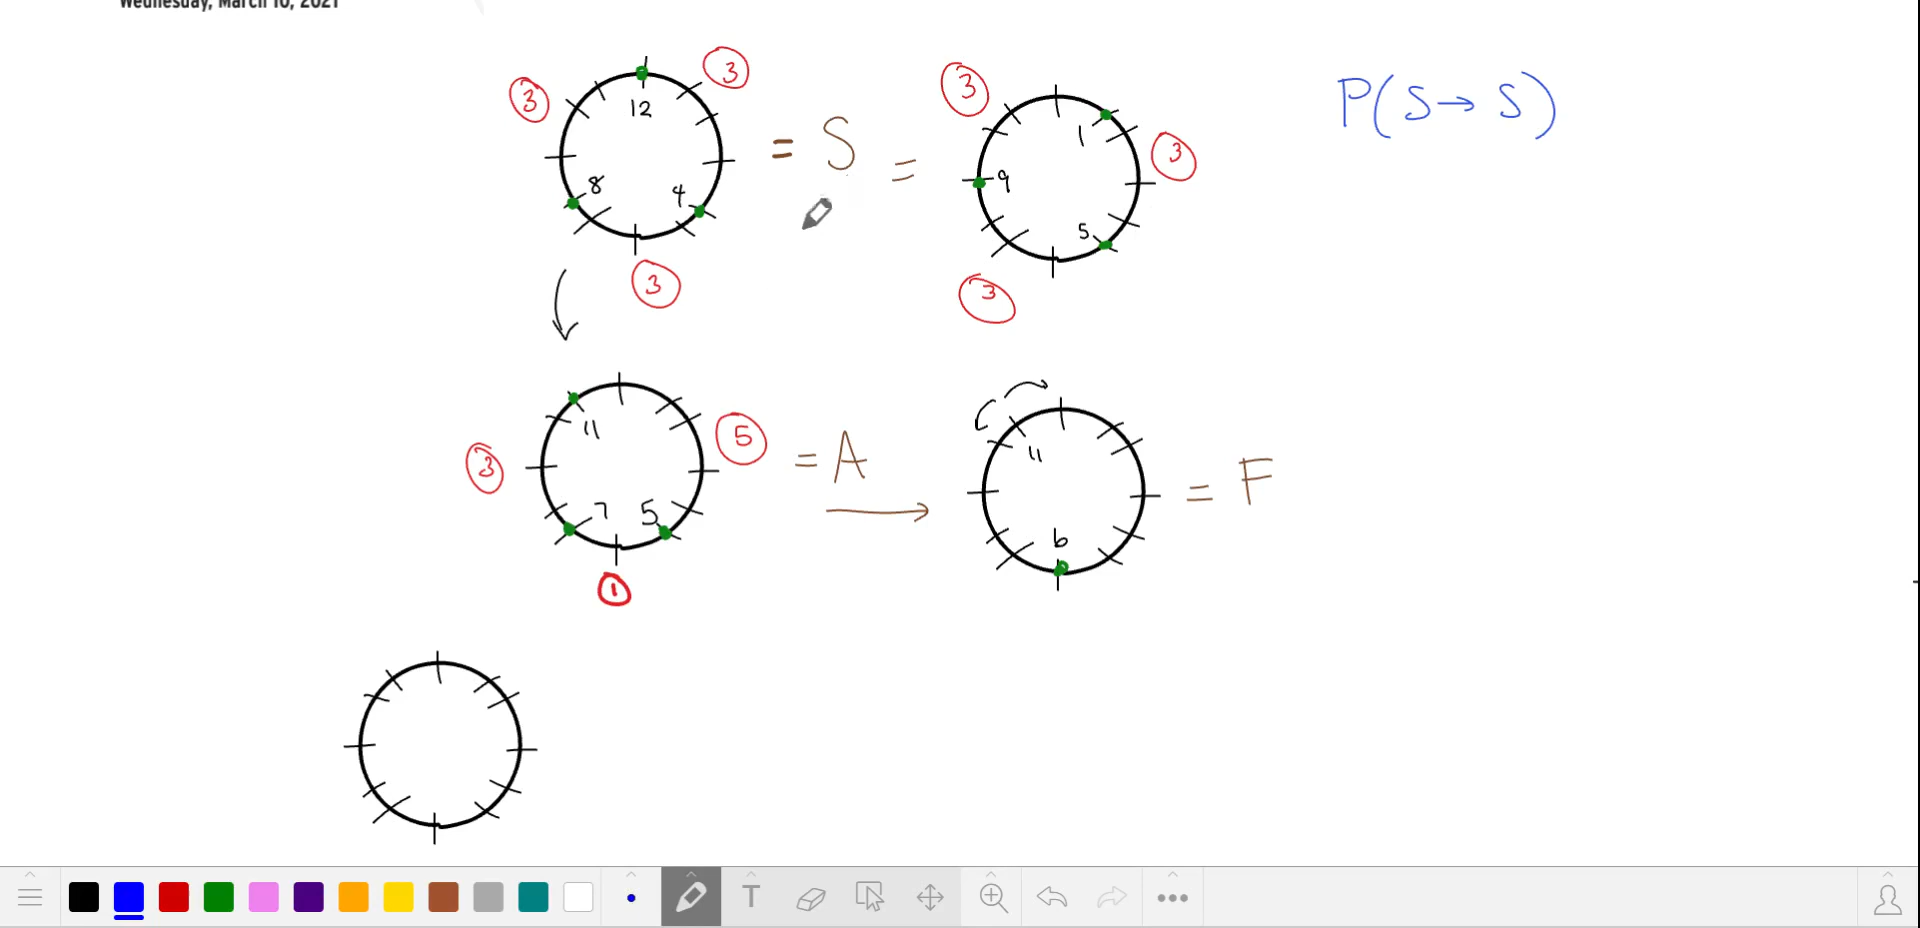 Wednesday, March 10, 2021
3 3
12
8 4
3
= S =
3
1
3
9
5
3
P(S→S)
11
3 5
7 5
1
= A
11
6
= F
T